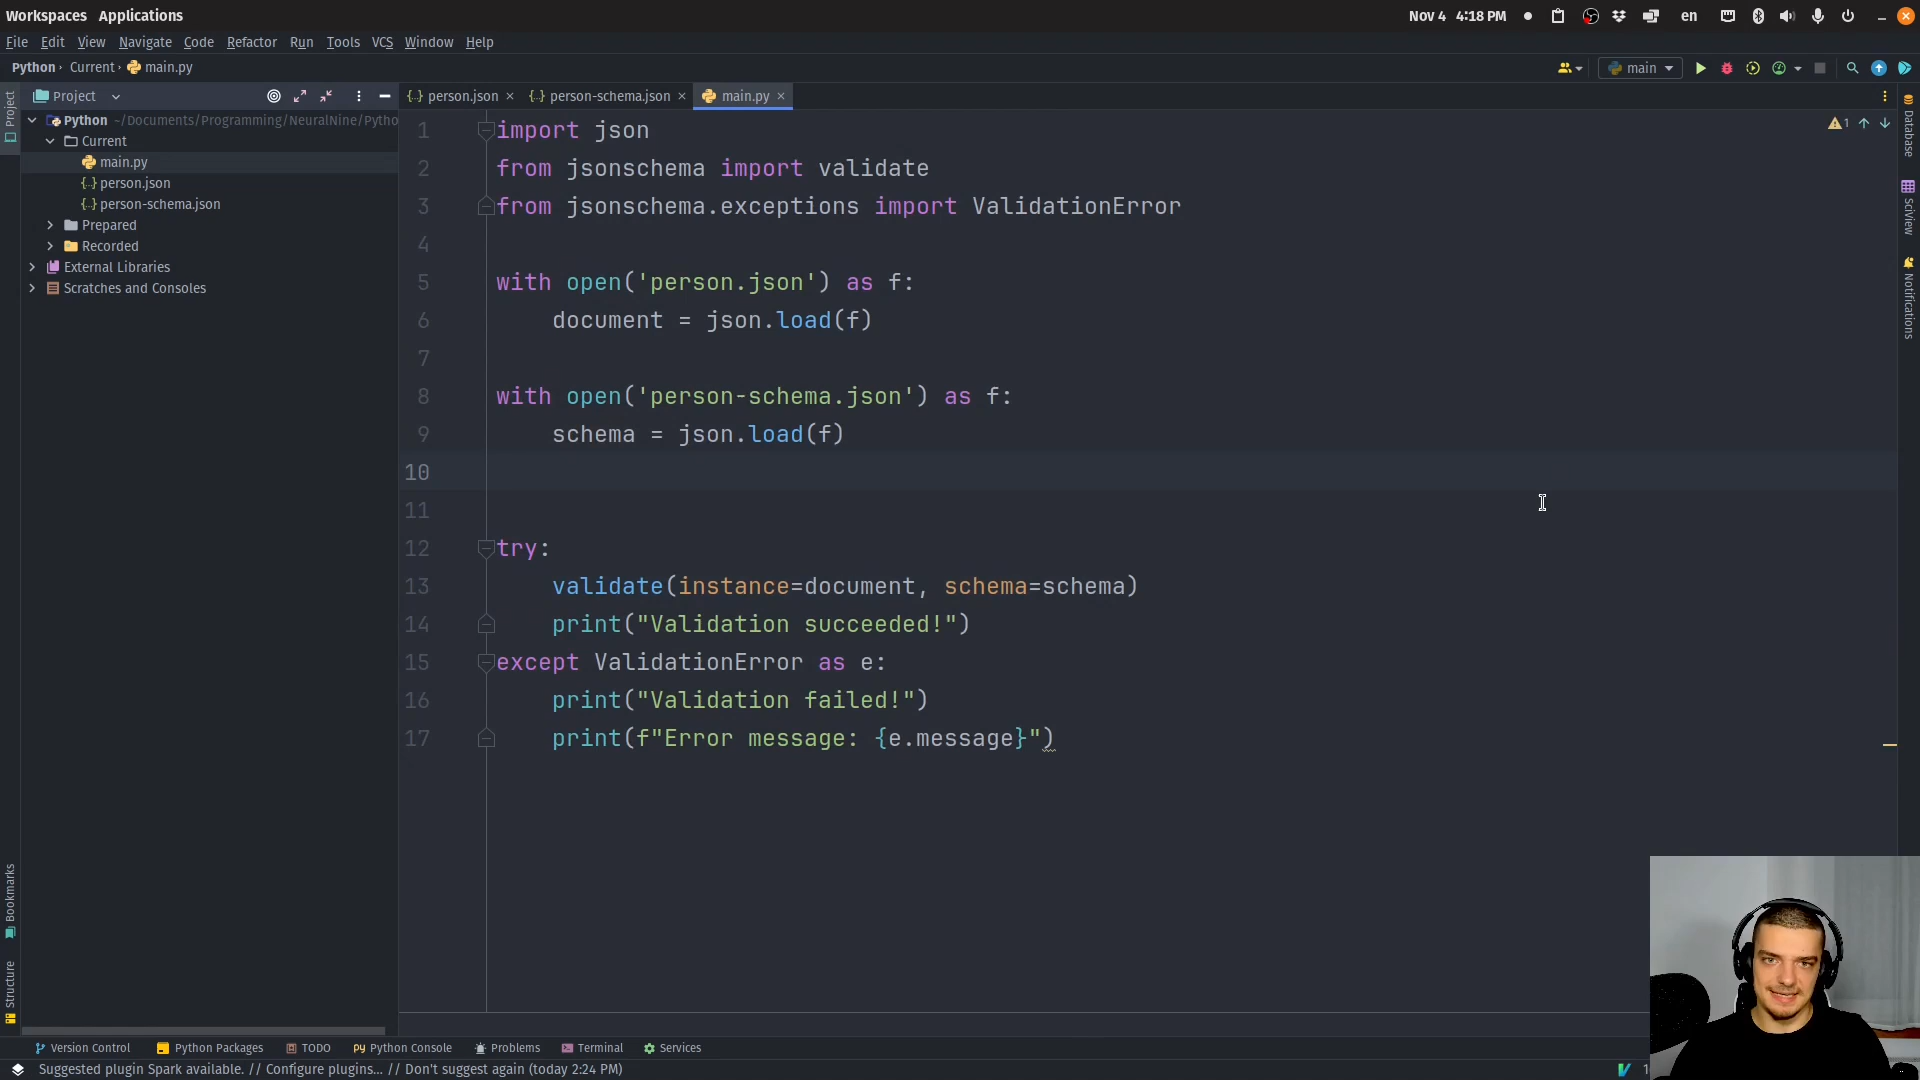 Workspaces Applications Nov 4 4:18 PM en
File Edit View Navigate Code Refactor Run Tools VCS Window Help
Python Current main.py main
Project
person.json person-schema.json main.py
Python ~/Documents/Programming/NeuralNine/Pytho
Current
main.py
person.json
person-schema.json
Prepared
Recorded
External Libraries
Scratches and Consoles
Project
Bookmarks
Structure
1 import json
2 from jsonschema import validate
3 from jsonschema.exceptions import ValidationError
4
5 with open('person.json') as f:
6 document = json.load(f)
7
8 with open('person-schema.json') as f:
9 schema = json.load(f)
10
11
12 try:
13 validate(instance=document, schema=schema)
14 print("Validation succeeded!")
15 except ValidationError as e:
16 print("Validation failed!")
17 print(f"Error message: {e.message}")
1
Database
SciView
Notifications
Version Control Python Packages TODO Python Console Problems Terminal Services
Suggested plugin Spark available. // Configure plugins... // Don't suggest again (today 2:24 PM)